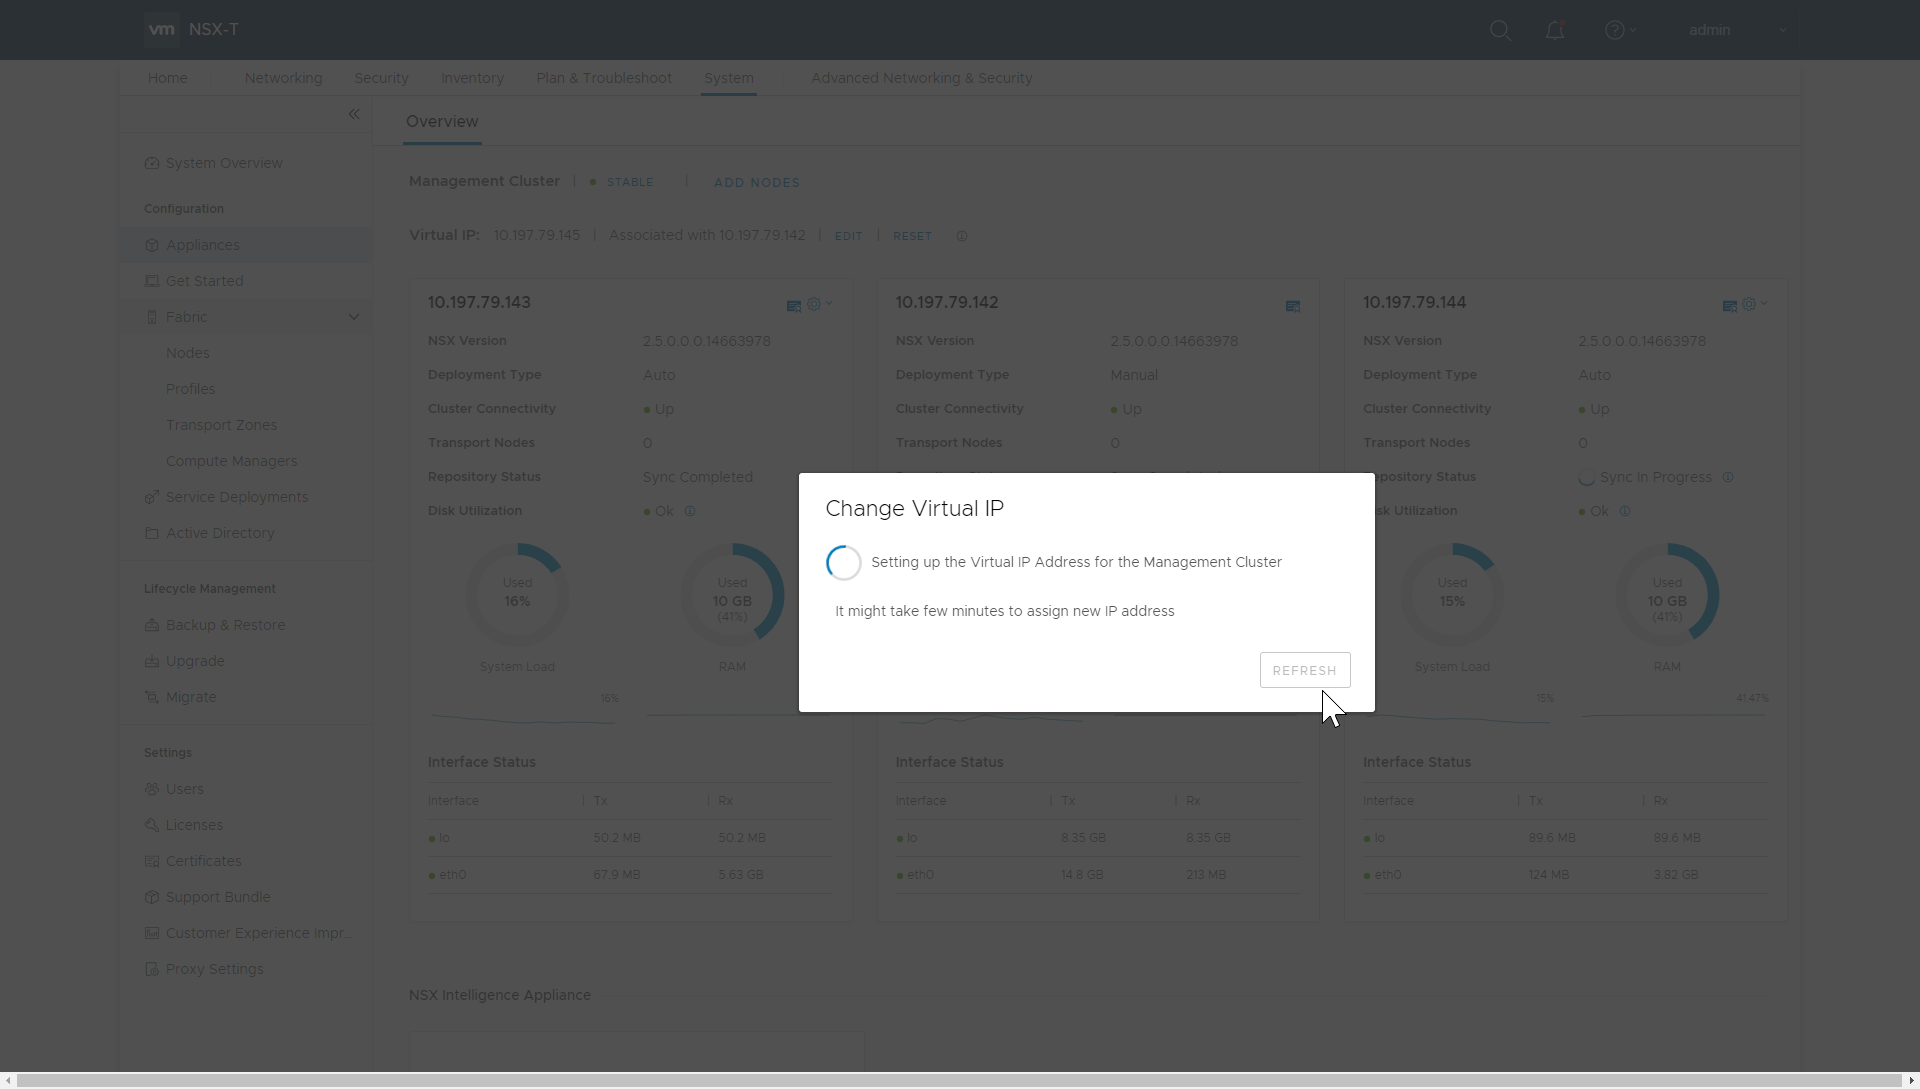 vm NSX-T
admin
Home Networking Security Inventory Plan & Troubleshoot System Advanced Networking & Security
Overview
System Overview
Configuration
Appliances
Get Started
Fabric
Nodes
Profiles
Transport Zones
Compute Managers
Service Deployments
Active Directory
Lifecycle Management
Backup & Restore
Upgrade
Migrate
Settings
Users
Licenses
Certificates
Support Bundle
Customer Experience Impr...
Proxy Settings
Management Cluster | STABLE | ADD NODES
Virtual IP: 10.197.79.145 | Associated with 10.197.79.142 | EDIT | RESET
10.197.79.143
NSX Version 2.5.0.0.0.14663978
Deployment Type Auto
Cluster Connectivity Up
Transport Nodes 0
Repository Status Sync Completed
Disk Utilization Ok
Used
16%
System Load
16%
Used
10 GB
(41%)
RAM
Interface Status
Interface | Tx | Rx
lo 50.2 MB 50.2 MB
eth0 67.9 MB 5.63 GB
10.197.79.142
NSX Version 2.5.0.0.0.14663978
Deployment Type Manual
Cluster Connectivity Up
Transport Nodes 0
Interface Status
Interface | Tx | Rx
lo 8.35 GB 8.35 GB
eth0 14.8 GB 213 MB
10.197.79.144
NSX Version 2.5.0.0.0.14663978
Deployment Type Auto
Cluster Connectivity Up
Transport Nodes 0
pository Status Sync In Progress
sk Utilization Ok
Used
15%
System Load
15%
Used
10 GB
(41%)
RAM
41.47%
Interface Status
Interface | Tx | Rx
lo 89.6 MB 89.6 MB
eth0 124 MB 3.82 GB
Change Virtual IP
Setting up the Virtual IP Address for the Management Cluster
It might take few minutes to assign new IP address
REFRESH
NSX Intelligence Appliance